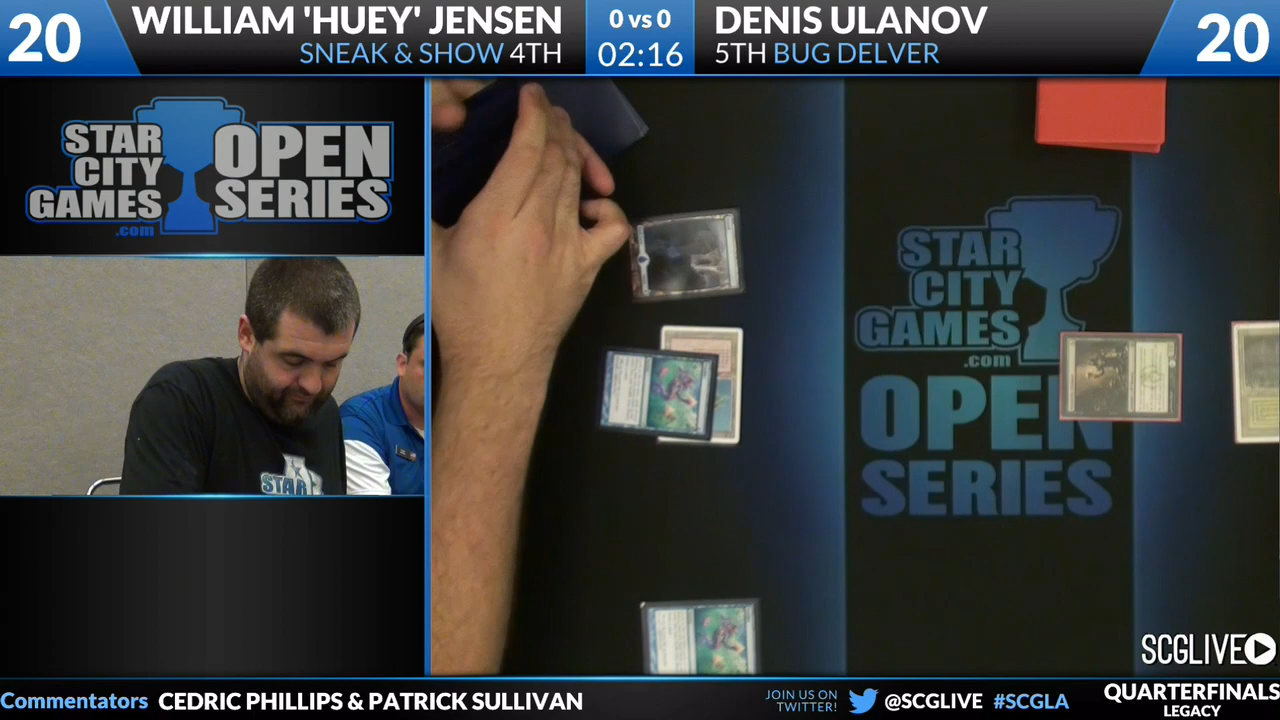 20
WILLIAM 'HUEY' JENSEN
SNEAK & SHOW 4TH
0 vs 0
02:16
DENIS ULANOV
5TH BUG DELVER
20
STAR
CITY
GAMES
.com
OPEN
SERIES
STAR
STAR
CITY
GAMES
.com
OPEN
SERIES
SCGLIVE
Commentators CEDRIC PHILLIPS & PATRICK SULLIVAN
JOIN US ON
TWITTER!
@SCGLIVE #SCGLA
QUARTERFINALS
LEGACY